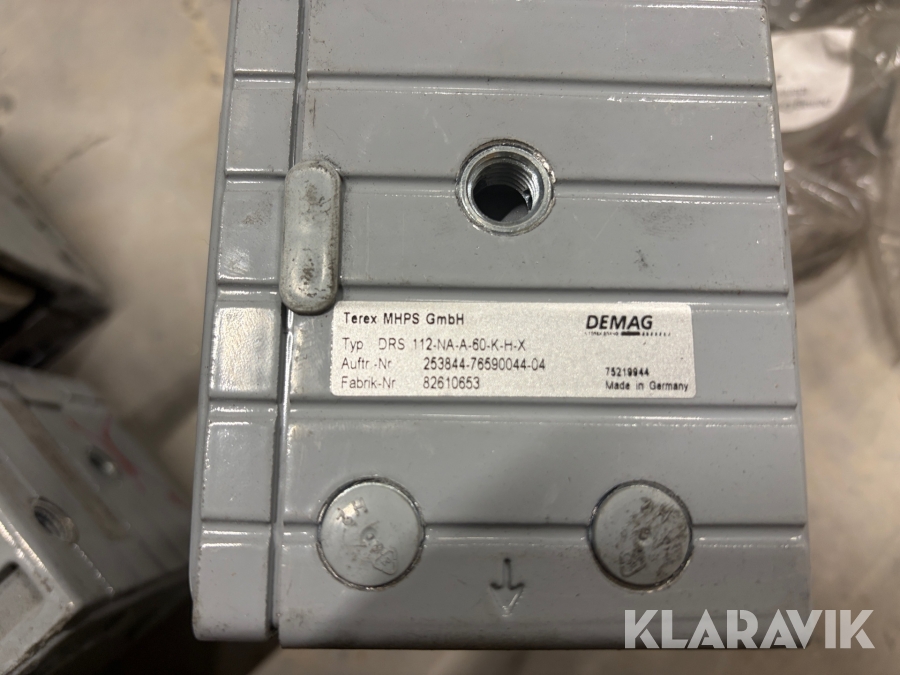 Terex MHPS GmbH
DEMAG
Typ DRS 112-NA-A-60-K-H-X
Auftr.-Nr 253844-76590044-04
75219944
Fabrik-Nr 82610653
Made in Germany
KLARAVIK